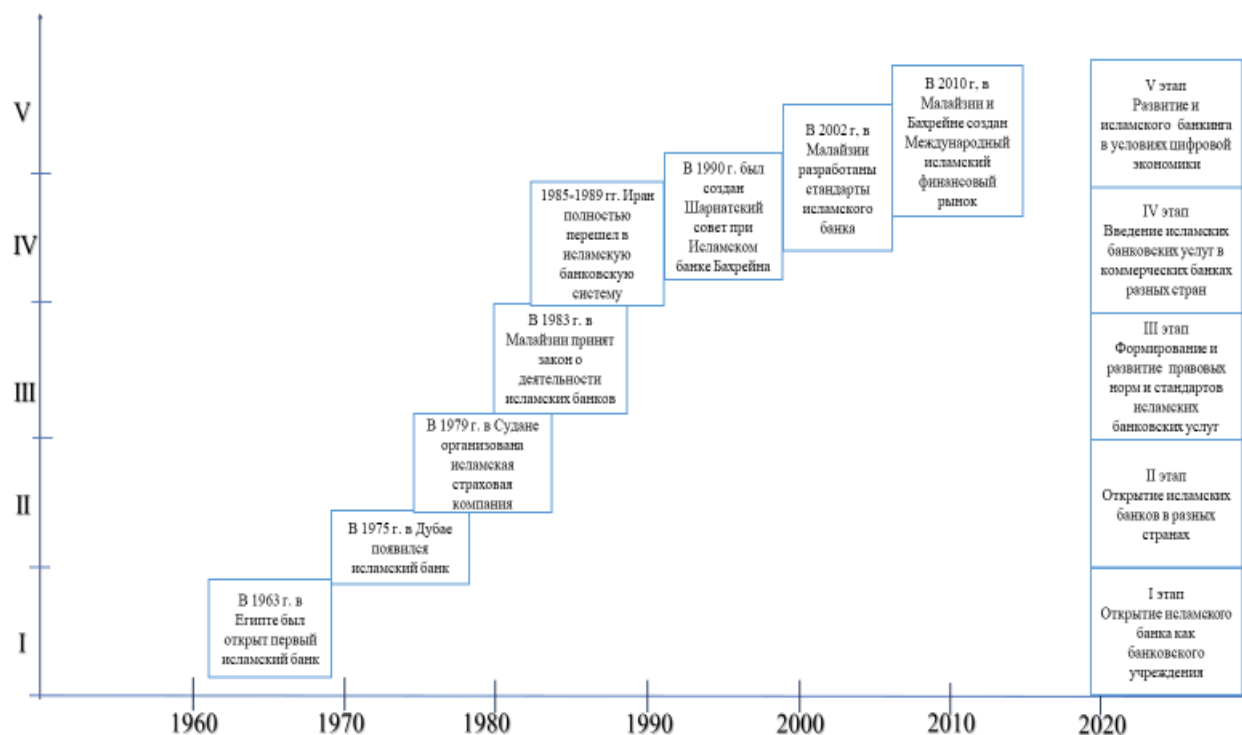 V
IV
III
II
I
В 1963 г. в
Египте был
открыт первый
исламский банк
В 1975 г. в Дубае
появился
исламский банк
В 1979 г. в Судане
организована
исламская
страховая
компания
В 1983 г. в
Малайзии принят
закон о
деятельности
исламских банков
1985-1989 гг. Иран
полностью
перешел в
исламскую
банковскую
систему
В 1990 г. был
создан
Шариатский
совет при
Исламском
банке Бахрейна
В 2002 г, в
Малайзии
разработаны
стандарты
исламского
банка
В 2010 г, в
Малайзии и
Бахрейне создан
Международный
исламский
финансовый
рынок
V этап
Развитие и
исламского банкинга
в условиях цифровой
экономики
IV этап
Введение исламских
банковских услуг в
коммерческих банках
разных стран
III этап
Формирование и
развитие правовых
норм и стандартов
исламских
банковских услуг
II этап
Открытие исламских
банков в разных
странах
I этап
Открытие исламского
банка как
банковского
учреждения
1960 1970 1980 1990 2000 2010 2020